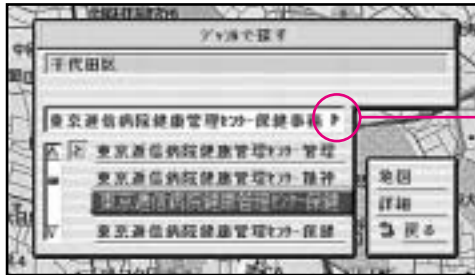 ジャンルで探す
千代田区
東京逓信病院健康管理センター保健事務
東京逓信病院健康管理センター管理
東京逓信病院健康管理センター精神
東京逓信病院健康管理センター保健
地図
詳細
戻る